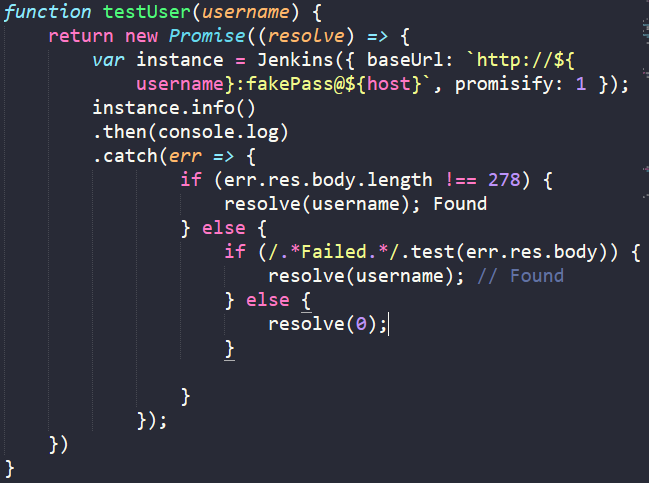 function testUser(username) {
return new Promise((resolve) => {
var instance = Jenkins({ baseUrl: `http://${
username}:fakePass@${host}`, promisify: 1 });
instance.info()
.then(console.log)
.catch(err => {
if (err.res.body.length !== 278) {
resolve(username); Found
} else {
if (/.*Failed.*/.test(err.res.body)) {
resolve(username); // Found
} else {
resolve(0);
}
}
});
})
}